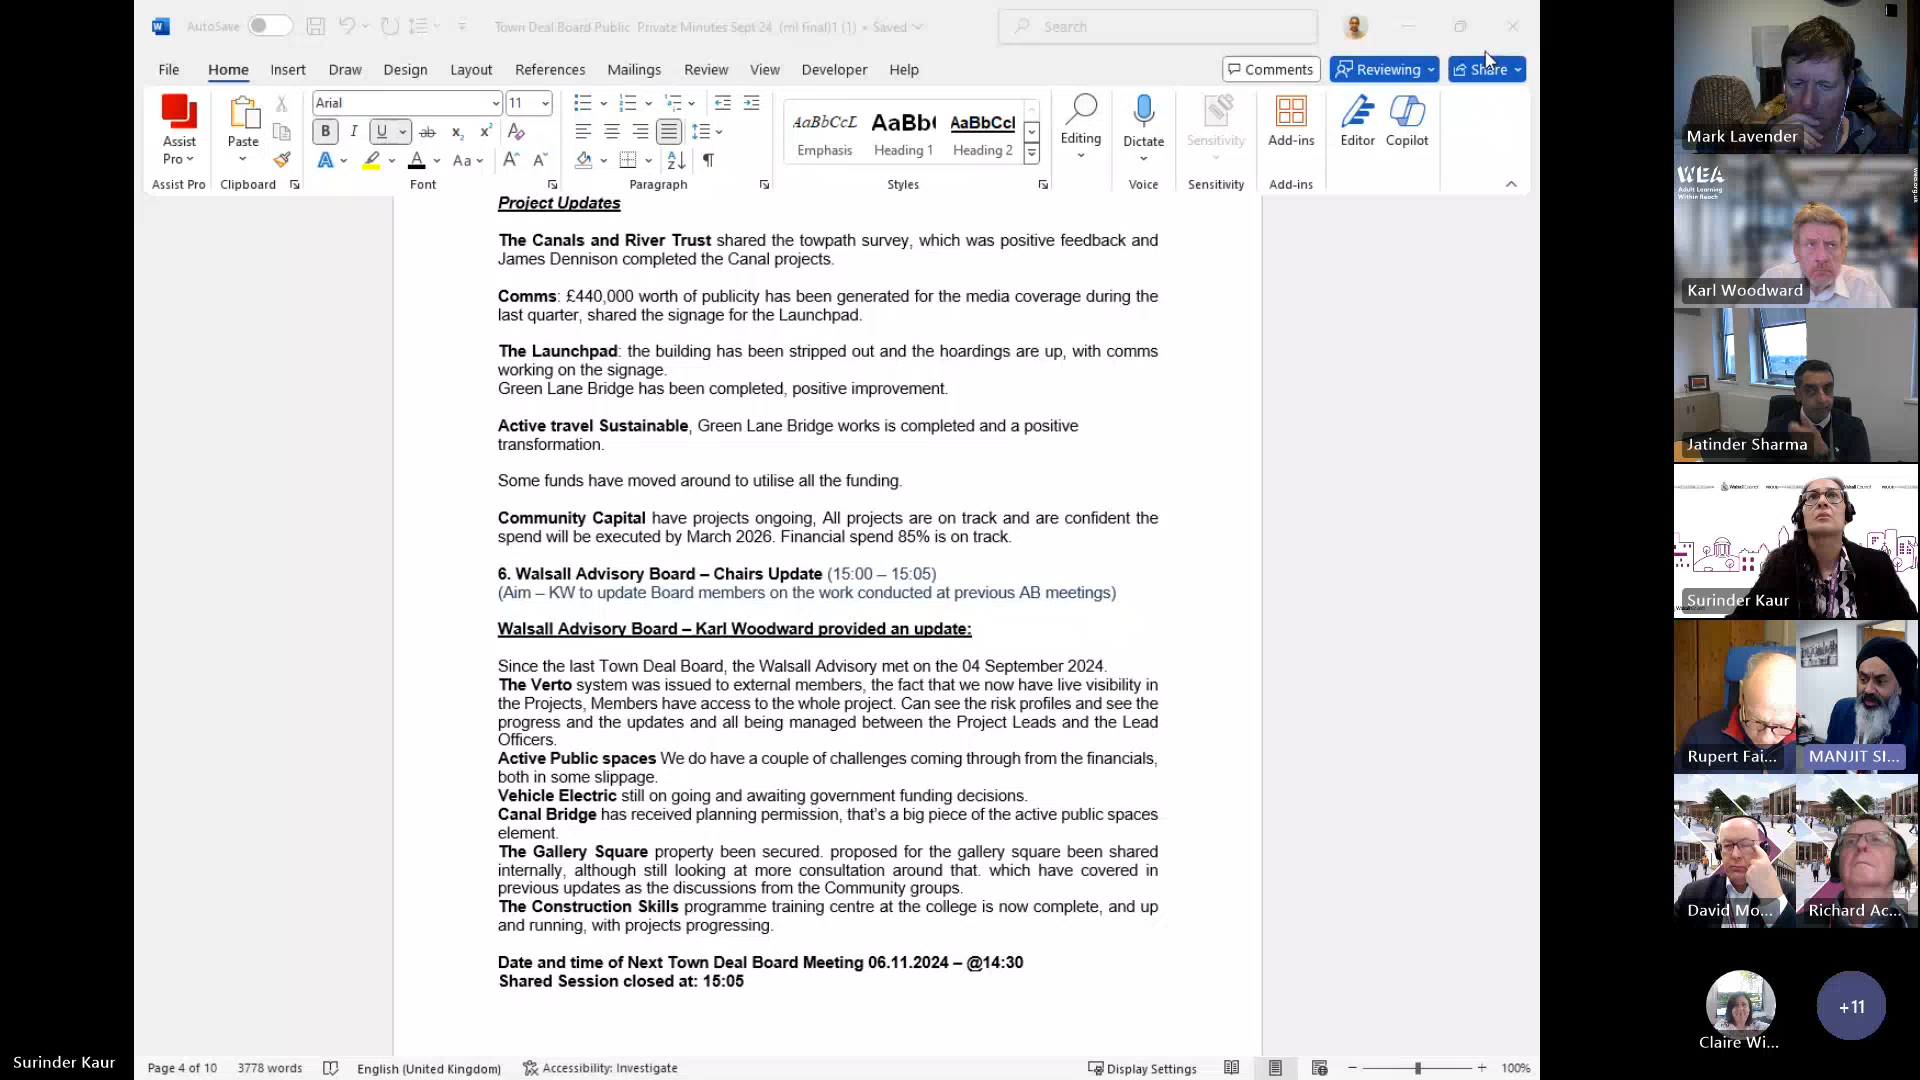 AutoSave
Town Deal Board Public Private Minutes Sept 24 (ml final)1 (1) • Saved
Search
File Home Insert Draw Design Layout References Mailings Review View Developer Help
Comments Reviewing Share
Assist Pro
Paste
Arial 11
B I U ab x₂ x²
A A Aa A A
AaBbCcD AaBb( AaBbCcI
Emphasis Heading 1 Heading 2
Editing
Dictate
Sensitivity
Add-ins
Editor
Copilot
Assist Pro Clipboard Font Paragraph Styles Voice Sensitivity Add-ins
Project Updates
The Canals and River Trust shared the towpath survey, which was positive feedback and
James Dennison completed the Canal projects.
Comms: £440,000 worth of publicity has been generated for the media coverage during the
last quarter, shared the signage for the Launchpad.
The Launchpad: the building has been stripped out and the hoardings are up, with comms
working on the signage.
Green Lane Bridge has been completed, positive improvement.
Active travel Sustainable, Green Lane Bridge works is completed and a positive
transformation.
Some funds have moved around to utilise all the funding.
Community Capital have projects ongoing, All projects are on track and are confident the
spend will be executed by March 2026. Financial spend 85% is on track.
6. Walsall Advisory Board – Chairs Update (15:00 – 15:05)
(Aim – KW to update Board members on the work conducted at previous AB meetings)
Walsall Advisory Board – Karl Woodward provided an update:
Since the last Town Deal Board, the Walsall Advisory met on the 04 September 2024.
The Verto system was issued to external members, the fact that we now have live visibility in
the Projects, Members have access to the whole project. Can see the risk profiles and see the
progress and the updates and all being managed between the Project Leads and the Lead
Officers.
Active Public spaces We do have a couple of challenges coming through from the financials,
both in some slippage.
Vehicle Electric still on going and awaiting government funding decisions.
Canal Bridge has received planning permission, that's a big piece of the active public spaces
element.
The Gallery Square property been secured. proposed for the gallery square been shared
internally, although still looking at more consultation around that. which have covered in
previous updates as the discussions from the Community groups.
The Construction Skills programme training centre at the college is now complete, and up
and running, with projects progressing.
Date and time of Next Town Deal Board Meeting 06.11.2024 – @14:30
Shared Session closed at: 15:05
Page 4 of 10 3778 words English (United Kingdom) Accessibility: Investigate Display Settings 100%
Surinder Kaur
Mark Lavender
WEA
Adult Learning
Within Reach
Karl Woodward
Jatinder Sharma
Walsall Council
Surinder Kaur
Rupert Fai...
MANJIT SI...
David Mo...
Richard Ac...
Claire Wi...
+11